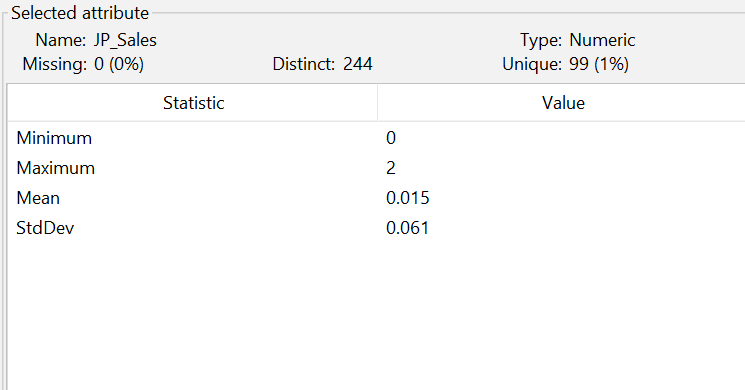 Selected attribute
Name: JP_Sales Type: Numeric
Missing: 0 (0%) Distinct: 244 Unique: 99 (1%)
Statistic Value
Minimum 0
Maximum 2
Mean 0.015
StdDev 0.061